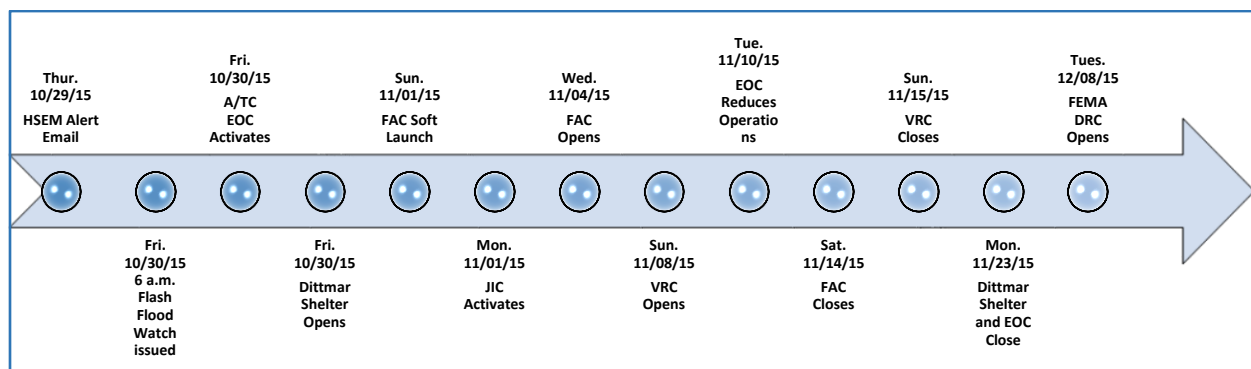 Thur.
10/29/15
HSEM Alert
Email
Fri.
10/30/15
6 a.m.
Flash
Flood
Watch
issued
Fri.
10/30/15
A/TC
EOC
Activates
Fri.
10/30/15
Dittmar
Shelter
Opens
Sun.
11/01/15
FAC Soft
Launch
Mon.
11/01/15
JIC
Activates
Wed.
11/04/15
FAC
Opens
Sun.
11/08/15
VRC
Opens
Tue.
11/10/15
EOC
Reduces
Operatio
ns
Sat.
11/14/15
FAC
Closes
Sun.
11/15/15
VRC
Closes
Mon.
11/23/15
Dittmar
Shelter
and EOC
Close
Tues.
12/08/15
FEMA
DRC
Opens